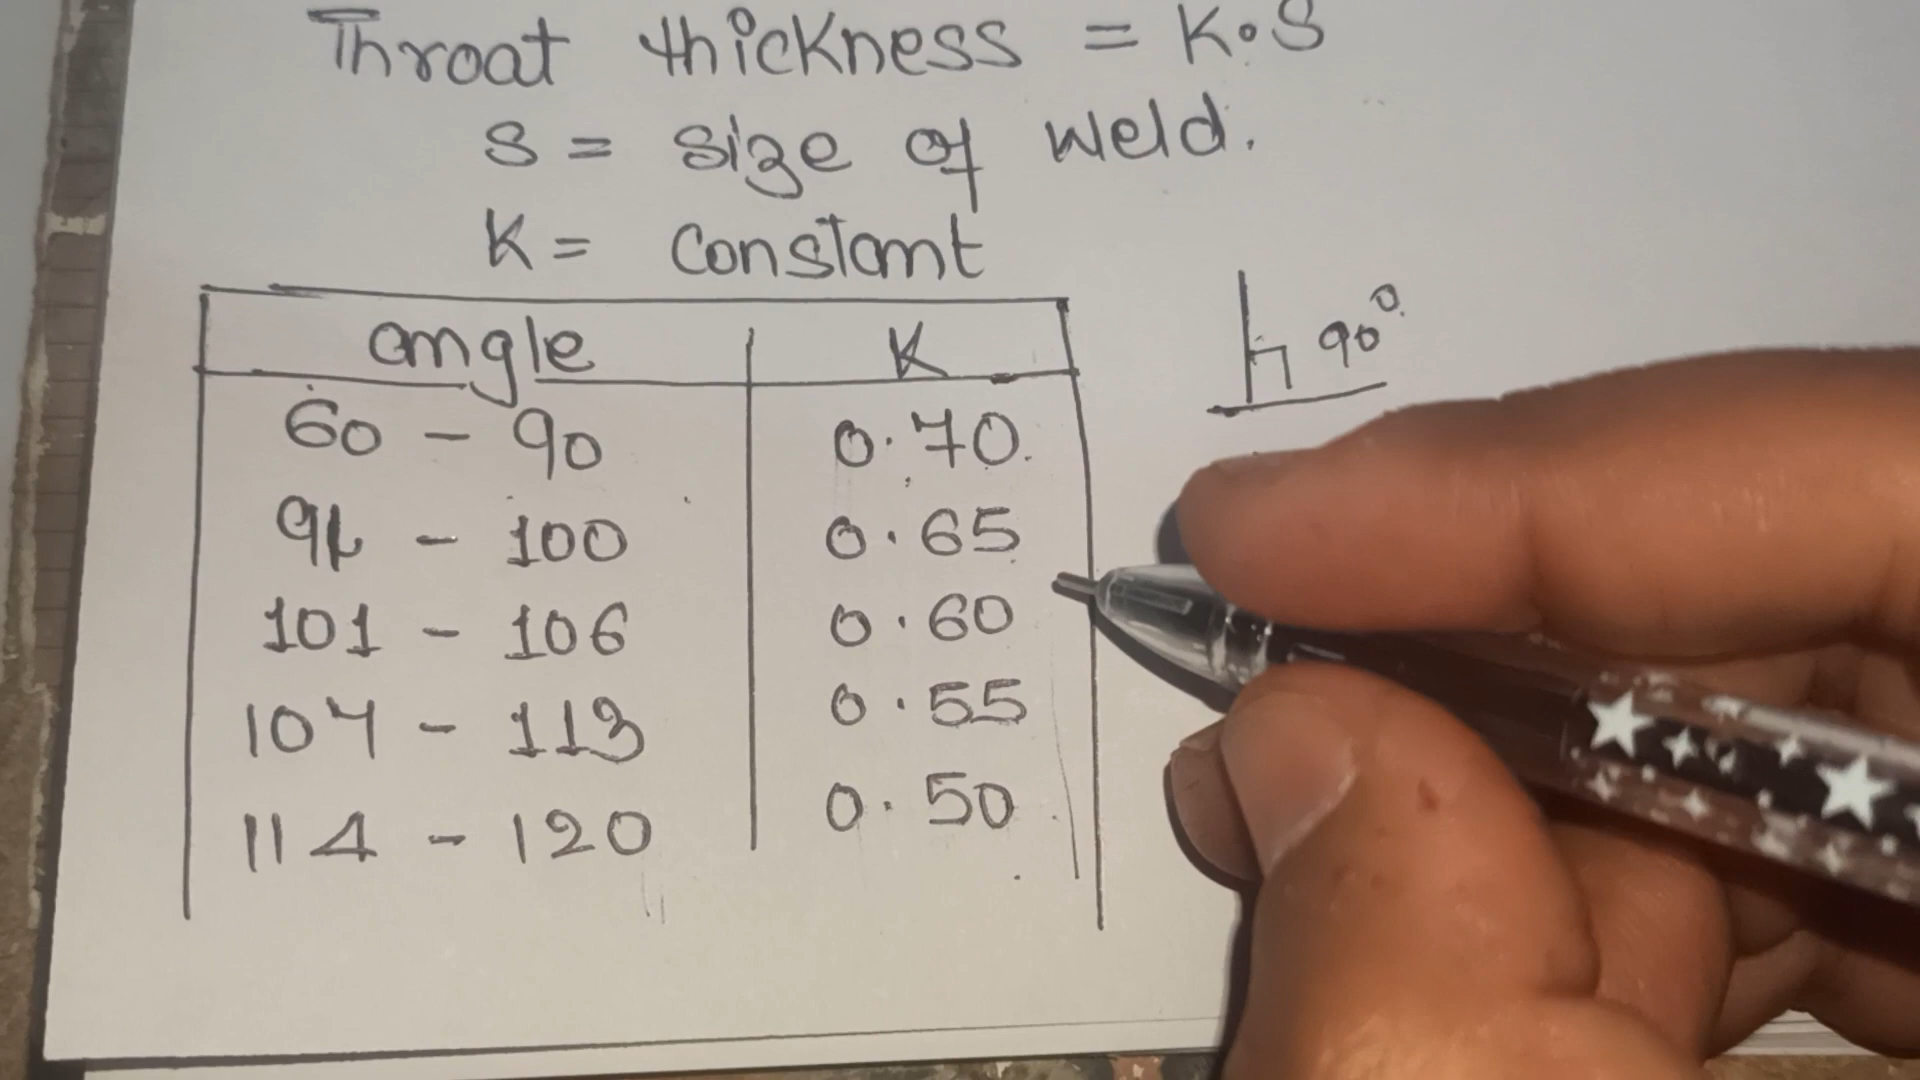 Throat thickness = K.S
S = size of weld.
K = constant
angle K
60 - 90 0.70
91 - 100 0.65
101 - 106 0.60
107 - 113 0.55
114 - 120 0.50
90°